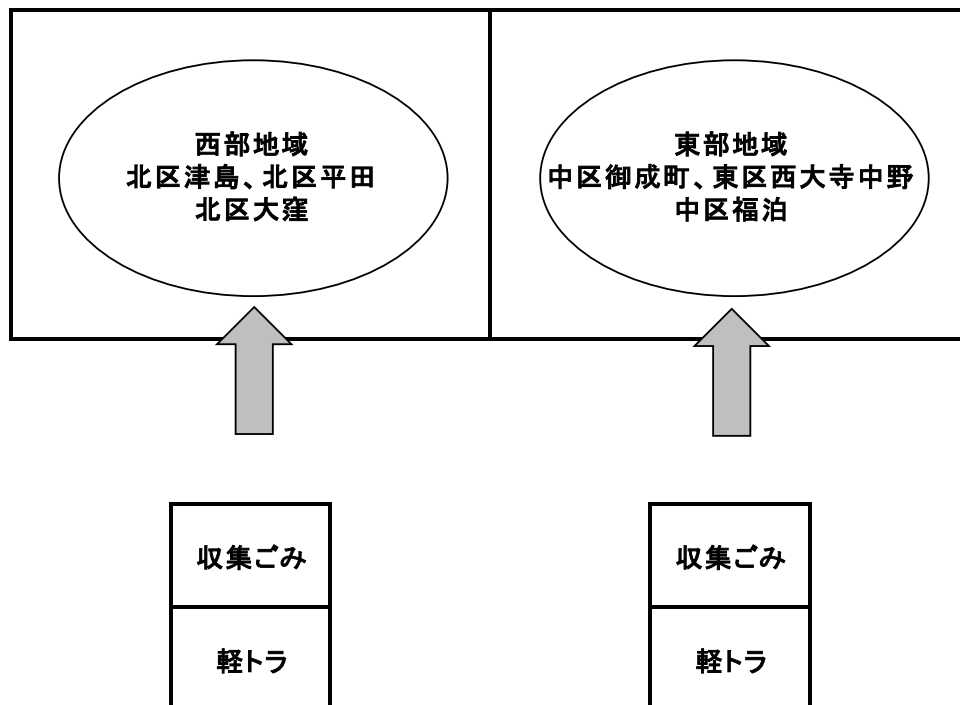 西部地域
北区津島、北区平田
北区大窪
東部地域
中区御成町、東区西大寺中野
中区福泊
収集ごみ
軽トラ
収集ごみ
軽トラ